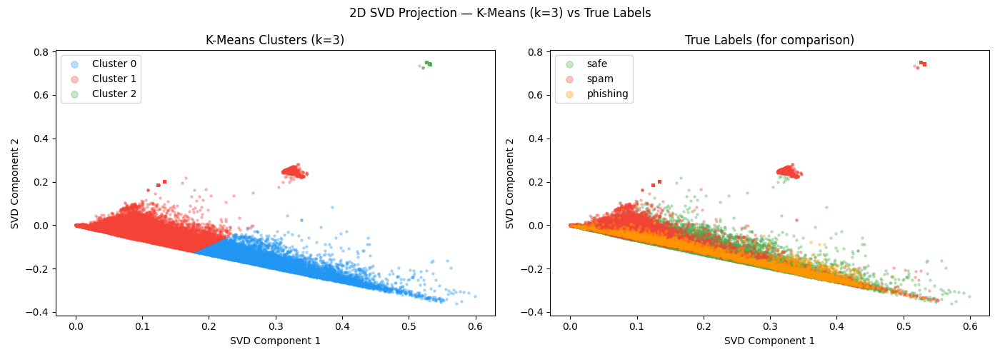 2D SVD Projection — K-Means (k=3) vs True Labels
K-Means Clusters (k=3)
Cluster 0
Cluster 1
Cluster 2
0.8
0.6
0.4
0.2
0.0
−0.2
−0.4
SVD Component 2
0.0 0.1 0.2 0.3 0.4 0.5 0.6
SVD Component 1
True Labels (for comparison)
safe
spam
phishing
0.8
0.6
0.4
0.2
0.0
−0.2
−0.4
SVD Component 2
0.0 0.1 0.2 0.3 0.4 0.5 0.6
SVD Component 1